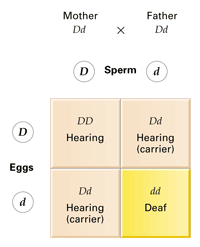 Mother Father
Dd × Dd
D Sperm d
D
DD Dd
Hearing Hearing
(carrier)
Eggs
d
Dd dd
Hearing Deaf
(carrier)